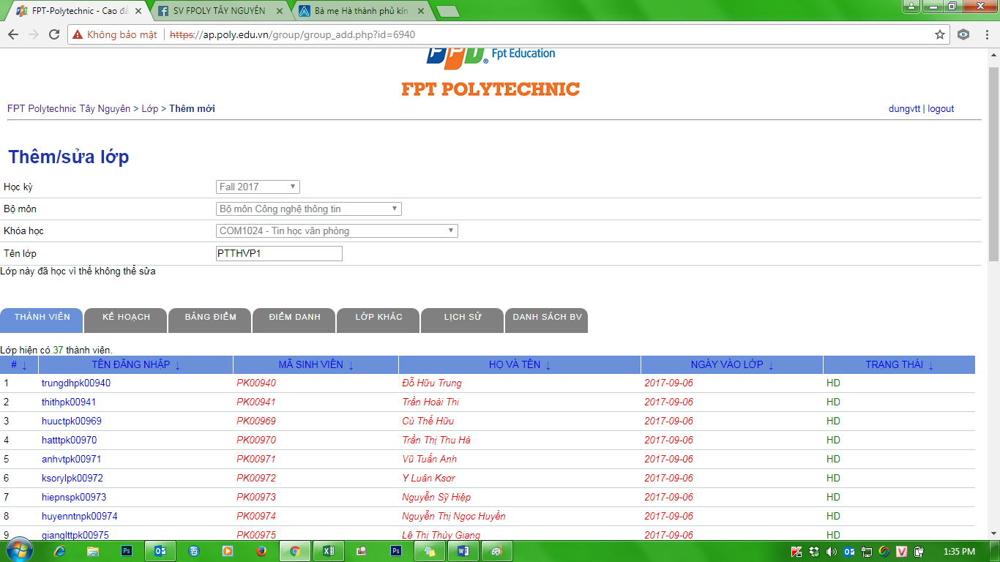 FPT-Polytechnic - Cao đẳ
SV FPOLY TÂY NGUYÊN
Bà mẹ Hà thành phủ kín
Không bảo mật
https://ap.poly.edu.vn/group/group_add.php?id=6940
FPT
Fpt Education
FPT POLYTECHNIC
FPT Polytechnic Tây Nguyên > Lớp > Thêm mới
dungvtt | logout
Thêm/sửa lớp
Học kỳ Fall 2017
Bộ môn Bộ môn Công nghệ thông tin
Khóa học COM1024 - Tin học văn phòng
Tên lớp PTTHVP1
Lớp này đã học vì thế không thể sửa
THÀNH VIÊN KẾ HOẠCH BẢNG ĐIỂM ĐIỂM DANH LỚP KHÁC LỊCH SỬ DANH SÁCH BV
Lớp hiện có 37 thành viên.
# ↓ TÊN ĐĂNG NHẬP ↓ MÃ SINH VIÊN ↓ HỌ VÀ TÊN ↓ NGÀY VÀO LỚP ↓ TRẠNG THÁI ↓
1 trungdhpk00940 PK00940 Đỗ Hữu Trung 2017-09-06 HD
2 thithpk00941 PK00941 Trần Hoài Thi 2017-09-06 HD
3 huuctpk00969 PK00969 Cù Thế Hữu 2017-09-06 HD
4 hatttpk00970 PK00970 Trần Thị Thu Hà 2017-09-06 HD
5 anhvtpk00971 PK00971 Vũ Tuấn Anh 2017-09-06 HD
6 ksorylpk00972 PK00972 Y Luân Ksơr 2017-09-06 HD
7 hiepnspk00973 PK00973 Nguyễn Sỹ Hiệp 2017-09-06 HD
8 huyenntnpk00974 PK00974 Nguyễn Thị Ngọc Huyền 2017-09-06 HD
9 gianglttpk00975 PK00975 Lê Thị Thùy Giang 2017-09-06 HD
1:35 PM